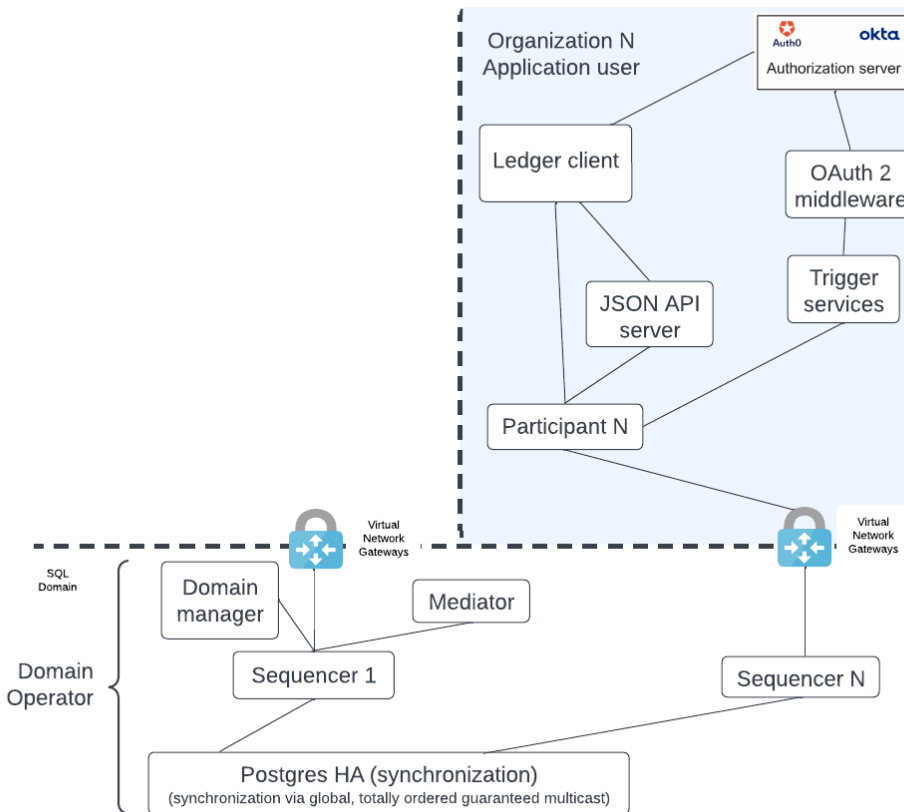 Organization N
Application user
Auth0
okta
Authorization server
Ledger client
OAuth 2
middleware
JSON API
server
Trigger
services
Participant N
Virtual
Network
Gateways
Virtual
Network
Gateways
SQL
Domain
Domain
manager
Mediator
Domain
Operator
Sequencer 1
Sequencer N
Postgres HA (synchronization)
(synchronization via global, totally ordered guaranteed multicast)